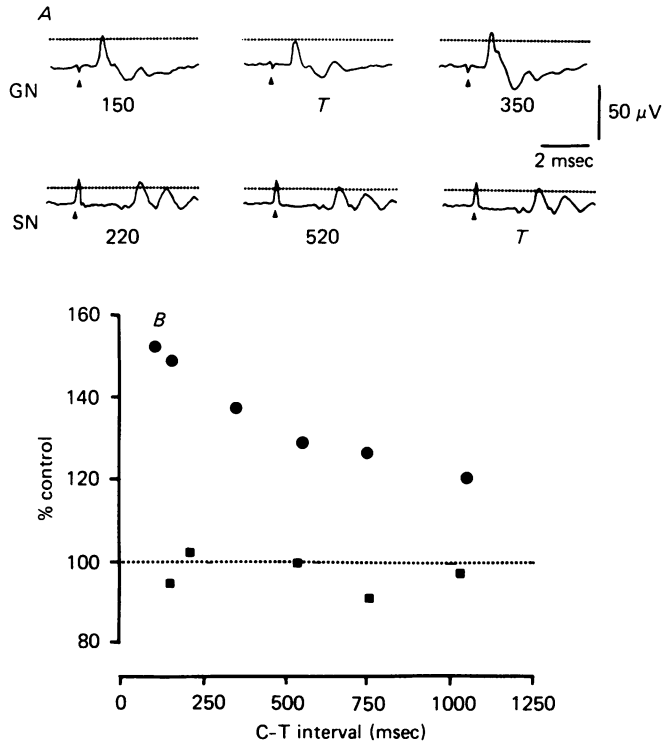 A
GN
150
T
350
50 μV
2 msec
SN
220
520
T
B
% control
160
140
120
100
80
0 250 500 750 1000 1250
C-T interval (msec)